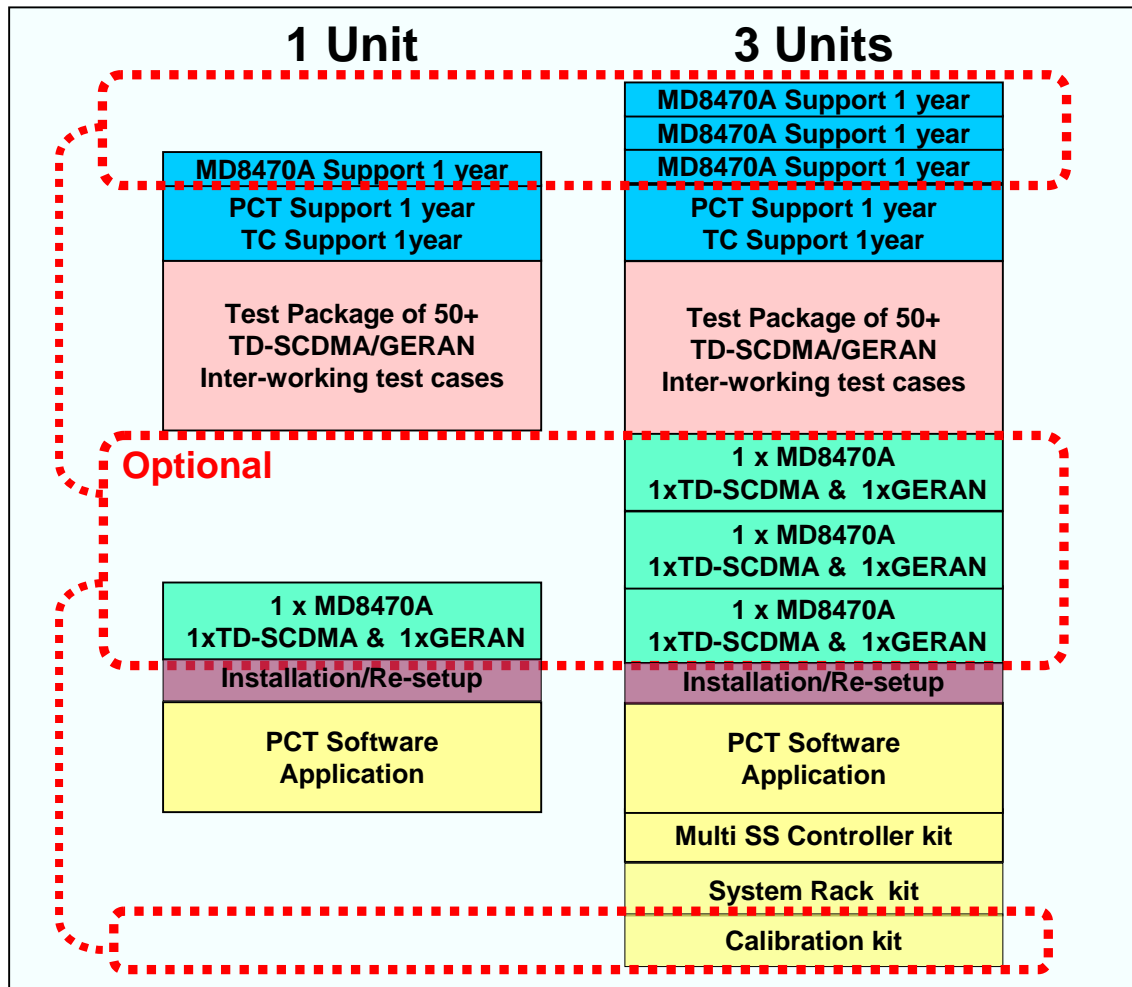 1 Unit
MD8470A Support 1 year
PCT Support 1 year
TC Support 1year
Test Package of 50+
TD-SCDMA/GERAN
Inter-working test cases
Optional
1 x MD8470A
1xTD-SCDMA &  1xGERAN
Installation/Re-setup
PCT Software
Application
3 Units
MD8470A Support 1 year
MD8470A Support 1 year
MD8470A Support 1 year
PCT Support 1 year
TC Support 1year
Test Package of 50+
TD-SCDMA/GERAN
Inter-working test cases
1 x MD8470A
1xTD-SCDMA &  1xGERAN
1 x MD8470A
1xTD-SCDMA &  1xGERAN
1 x MD8470A
1xTD-SCDMA &  1xGERAN
Installation/Re-setup
PCT Software
Application
Multi SS Controller kit
System Rack  kit
Calibration kit